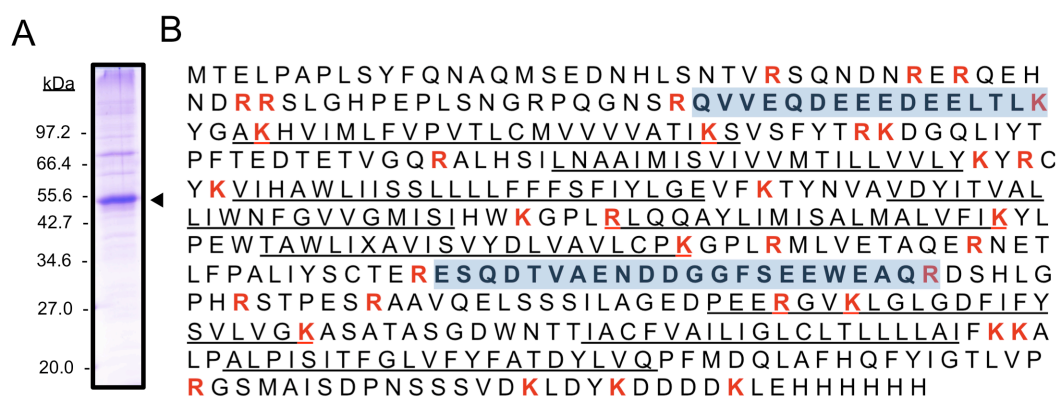 A
B
kDa
97.2 -
66.4 -
55.6 -
42.7 -
34.6 -
27.0 -
20.0 -
MTELPAPLSYFQNAQMSEDNHLSNTVRSQNDNRERQEH
NDRRSLGHPEPLSNGRPQGNSRQVVEQDEEEDEELTLK
YGAKHVIMLFVPVTLCMVVVVATIKSVSFYTRKDGQLIYT
PFTEDTETVGQRALHSILNAAIMISVIVVMTILLVVLYKYRC
YKVIHAWLIISSLLLLFFFSFIYLGEVFKTYNVAVDYITVAL
LIWNFGVVGMISIHWKGPLRLQQAYLIMISALMALVFIKYL
PEWTAWLIXAVISVYDLVAVLCPKGPLRMLVETAQERNET
LFPALIYSCTERESQDTVAENDDGGFSEEWEAQRDSHLG
PHRSTPESRAAVQELSSSILAGEDPEERGVKLGLGDFIFY
SVLVGKASATASGDWNTTIACFVAILIGLCLTLLLLAIFKKA
LPALPISITFGLVFYFATDYLVQPFMDQLAFHQFYIGTLVP
RGSMAISDPNSSSVDKLDYKDDDDKLEHHHHHH